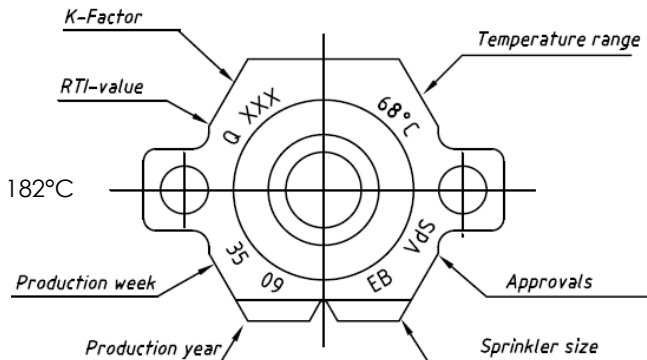 K-Factor
Temperature range
RTI-value
Q XXX
68°C
182°C
35
09
EB
VdS
Production week
Approvals
Production year
Sprinkler size